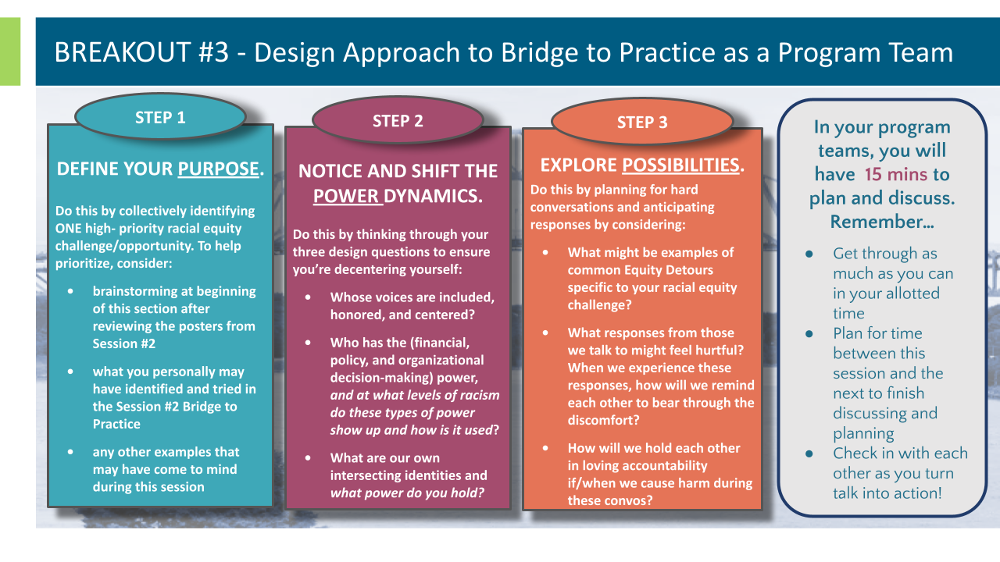 BREAKOUT #3 - Design Approach to Bridge to Practice as a Program Team
STEP 1
DEFINE YOUR PURPOSE.
Do this by collectively identifying
ONE high- priority racial equity
challenge/opportunity. To help
prioritize, consider:
• brainstorming at beginning
of this section after
reviewing the posters from
Session #2
• what you personally may
have identified and tried in
the Session #2 Bridge to
Practice
• any other examples that
may have come to mind
during this session
STEP 2
NOTICE AND SHIFT THE
POWER DYNAMICS.
Do this by thinking through your
three design questions to ensure
you're decentering yourself:
• Whose voices are included,
honored, and centered?
• Who has the (financial,
policy, and organizational
decision-making) power,
and at what levels of racism
do these types of power
show up and how is it used?
• What are our own
intersecting identities and
what power do you hold?
STEP 3
EXPLORE POSSIBILITIES.
Do this by planning for hard
conversations and anticipating
responses by considering:
• What might be examples of
common Equity Detours
specific to your racial equity
challenge?
• What responses from those
we talk to might feel hurtful?
When we experience these
responses, how will we remind
each other to bear through the
discomfort?
• How will we hold each other
in loving accountability
if/when we cause harm during
these convos?
In your program
teams, you will
have 15 mins to
plan and discuss.
Remember...
● Get through as
much as you can
in your allotted
time
● Plan for time
between this
session and the
next to finish
discussing and
planning
● Check in with each
other as you turn
talk into action!